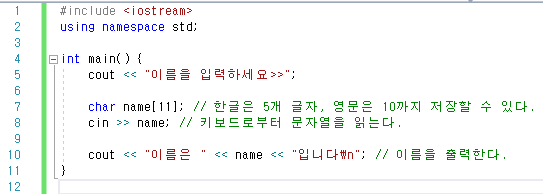 1 #include <iostream>
2 using namespace std;
3
4 int main() {
5 cout << "이름을 입력하세요>>";
6
7 char name[11]; // 한글은 5개 글자, 영문은 10까지 저장할 수 있다.
8 cin >> name; // 키보드로부터 문자열을 읽는다.
9
10 cout << "이름은 " << name << "입니다₩n"; // 이름을 출력한다.
11 }
12